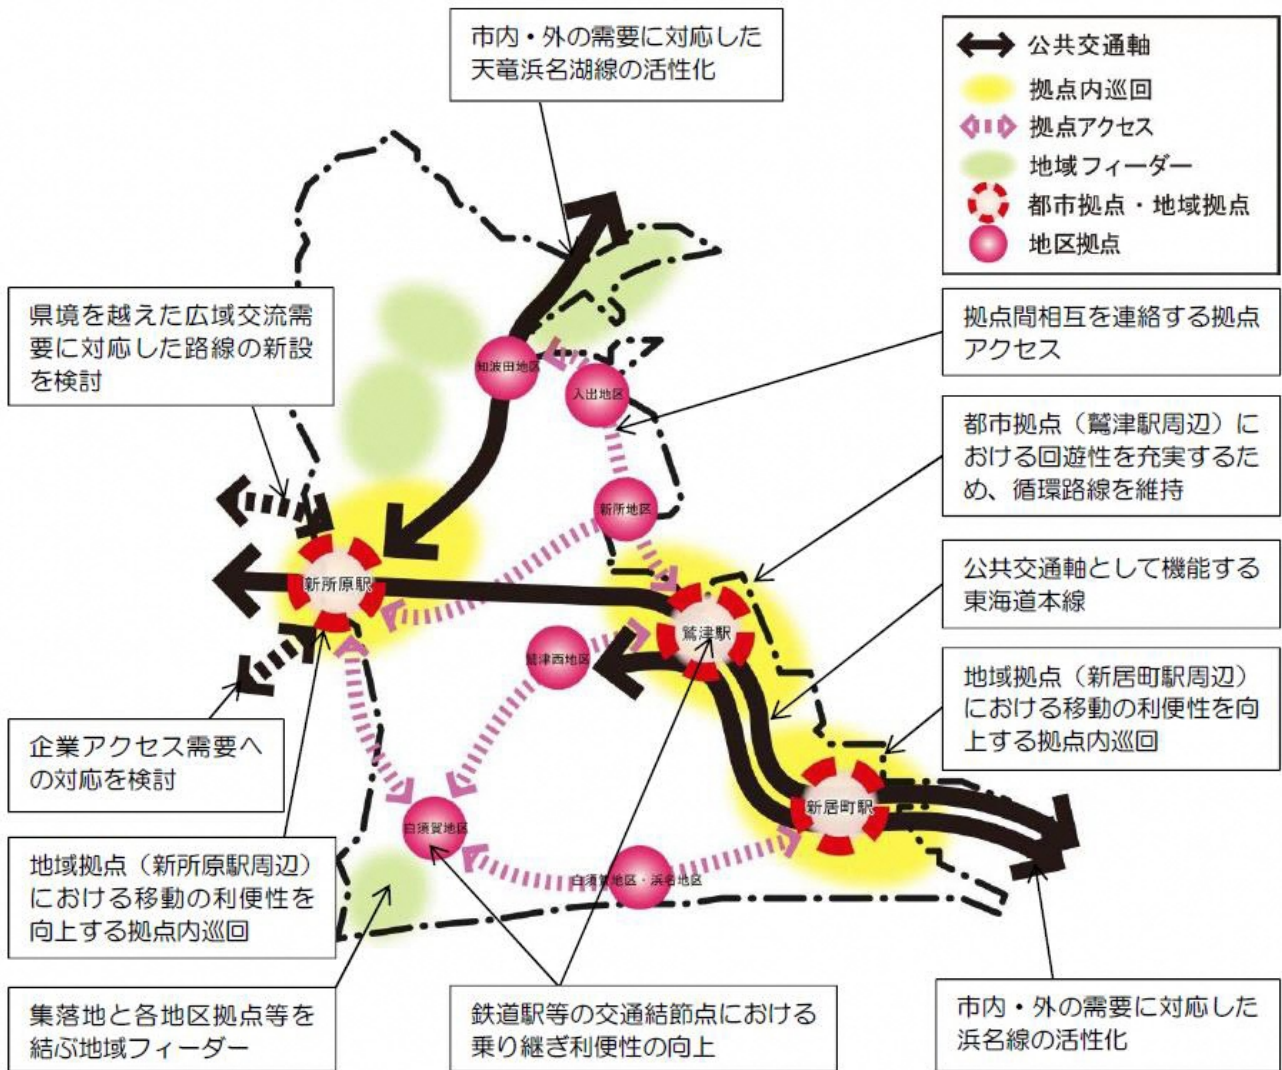 市内・外の需要に対応した
天竜浜名湖線の活性化
公共交通軸
拠点内巡回
拠点アクセス
地域フィーダー
都市拠点・地域拠点
地区拠点
県境を越えた広域交流需
要に対応した路線の新設
を検討
拠点間相互を連絡する拠点
アクセス
知波田地区
入出地区
都市拠点（鷲津駅周辺）に
おける回遊性を充実するた
め、循環路線を維持
新所地区
公共交通軸として機能する
東海道本線
新所原駅
鷲津駅
鷲津西地区
地域拠点（新居町駅周辺）
における移動の利便性を向
上する拠点内巡回
企業アクセス需要へ
の対応を検討
新居町駅
白須賀地区
地域拠点（新所原駅周辺）
における移動の利便性を
向上する拠点内巡回
白須賀地区・浜名地区
集落地と各地区拠点等を
結ぶ地域フィーダー
鉄道駅等の交通結節点における
乗り継ぎ利便性の向上
市内・外の需要に対応した
浜名線の活性化